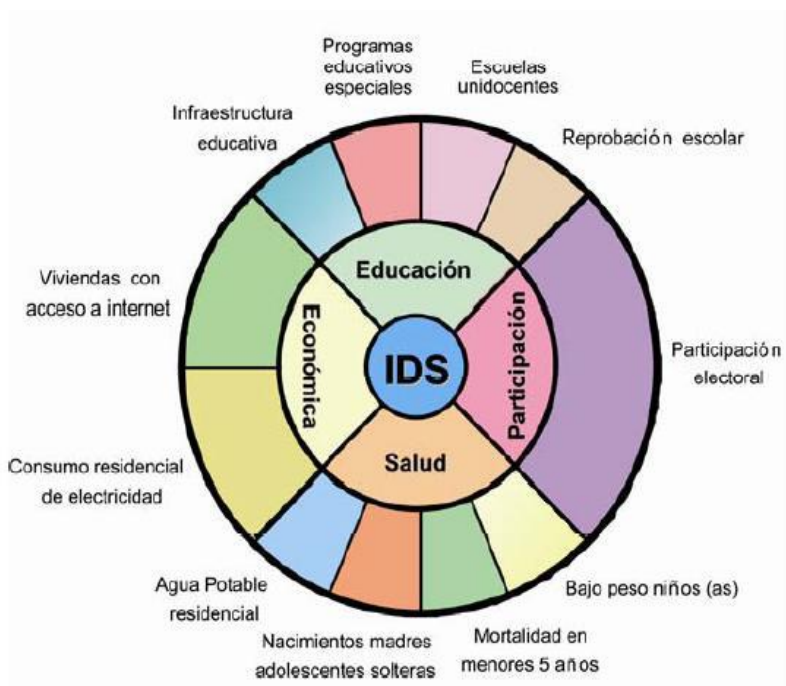 Programas
educativos
especiales
Escuelas
unidocentes
Infraestructura
educativa
Reprobación escolar
Educación
Viviendas con
acceso a internet
Económica
IDS
Participación
Participación
electoral
Salud
Consumo residencial
de electricidad
Agua Potable
residencial
Bajo peso niños (as)
Nacimientos madres
adolescentes solteras
Mortalidad en
menores 5 años